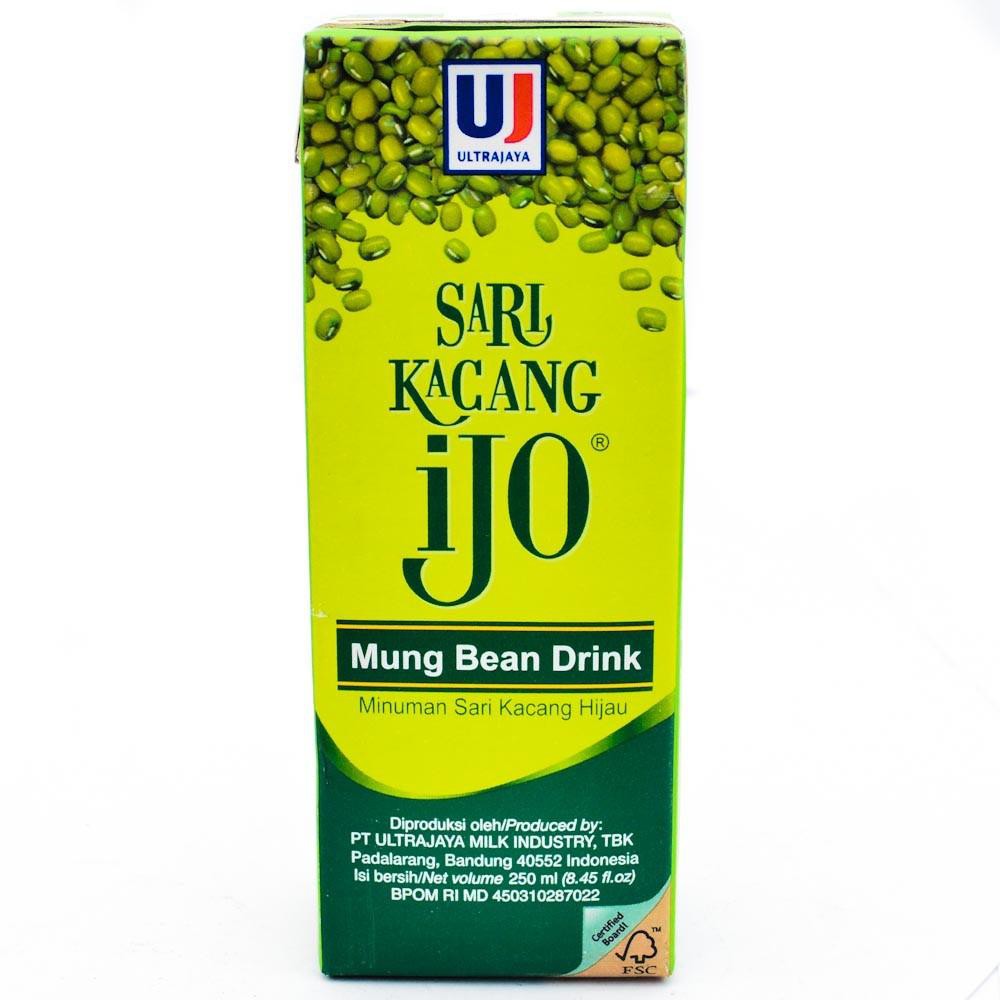 UJ
ULTRAJAYA
SARI
KACANG
iJO®
Mung Bean Drink
Minuman Sari Kacang Hijau
Diproduksi oleh/Produced by:
PT ULTRAJAYA MILK INDUSTRY, TBK
Padalarang, Bandung 40552 Indonesia
Isi bersih/Net volume 250 ml (8.45 fl.oz)
BPOM RI MD 450310287022
Certified
Board!
™
FSC